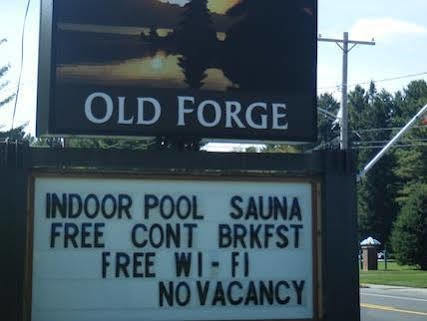 OLD FORGE
INDOOR POOL SAUNA
FREE CONT BRKFST
FREE WI-FI
NO VACANCY